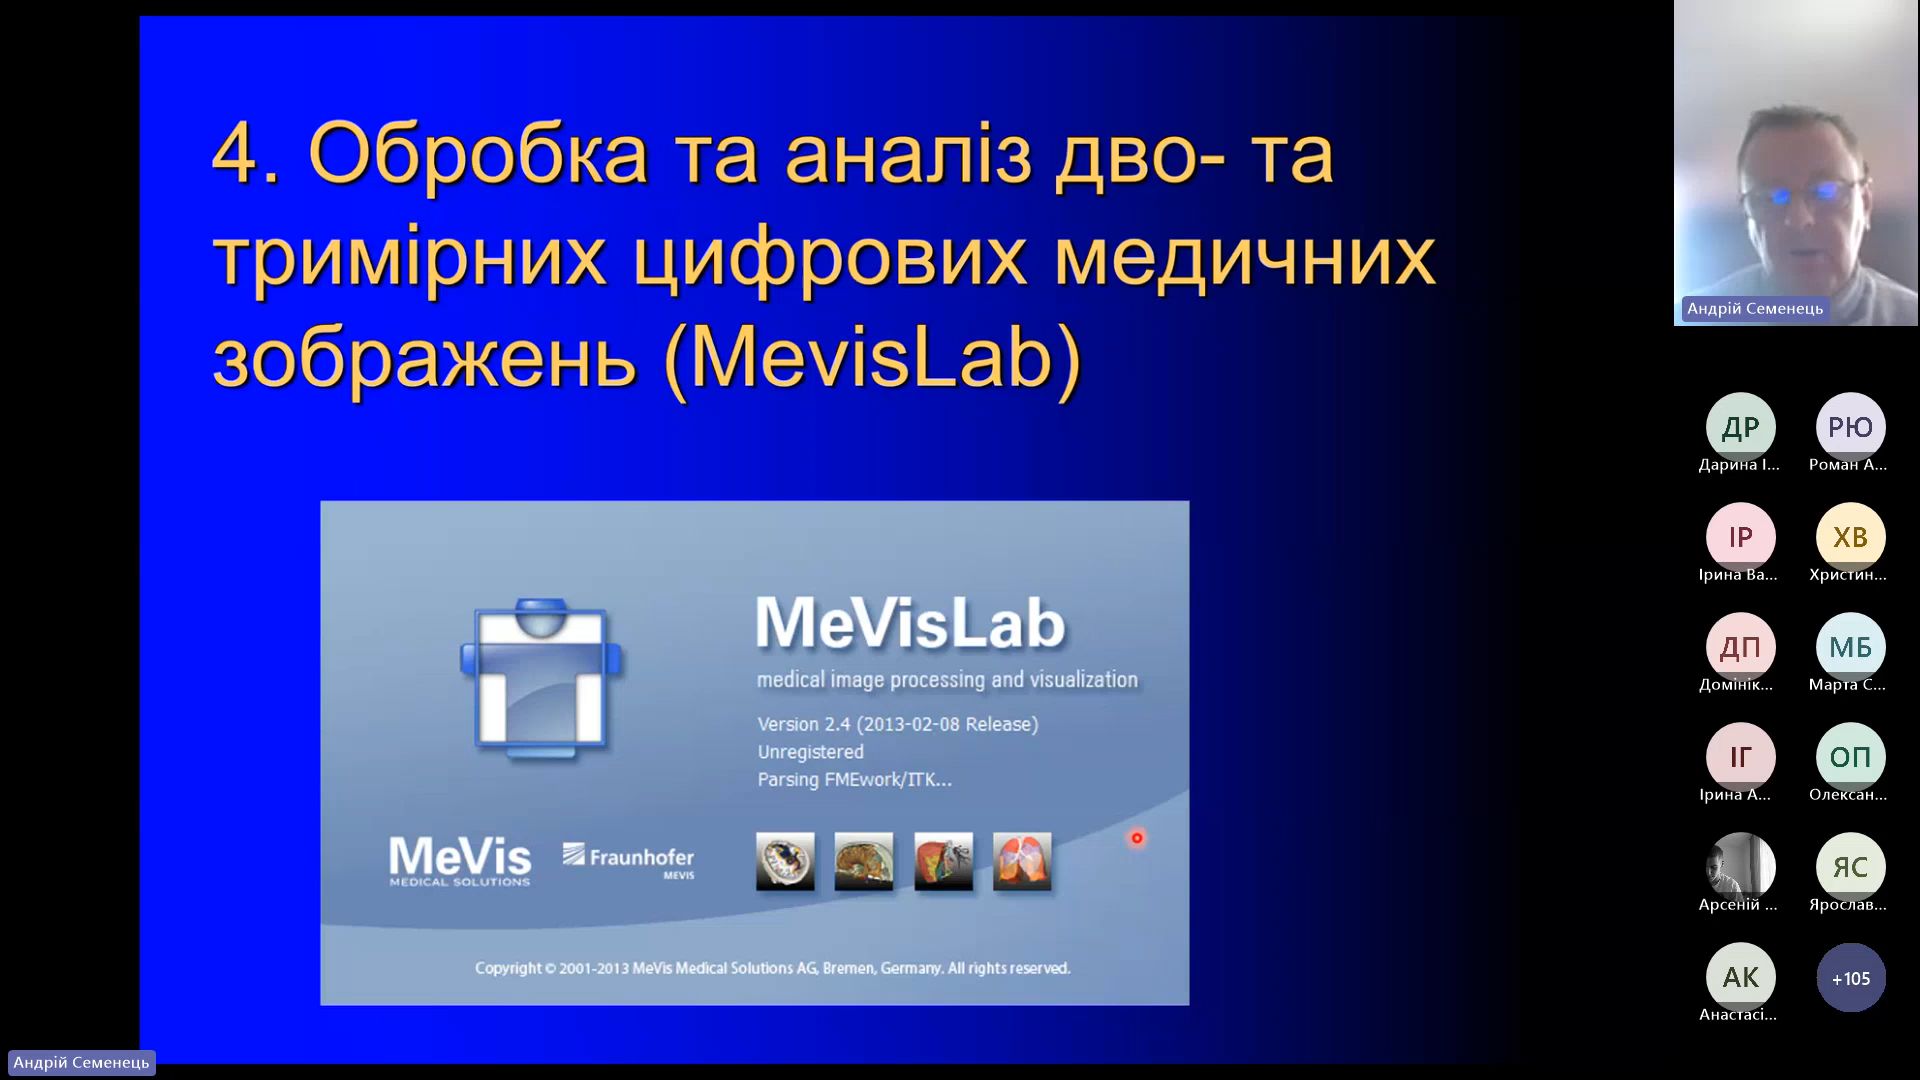 4. Обробка та аналіз дво- та
тримірних цифрових медичних
зображень (MevisLab)
MeVisLab
medical image processing and visualization
Version 2.4 (2013-02-08 Release)
Unregistered
Parsing FMEwork/ITK...
MeVis
MEDICAL SOLUTIONS
Fraunhofer
MEVIS
Copyright © 2001-2013 MeVis Medical Solutions AG, Bremen, Germany. All rights reserved.
Андрій Семенець
Андрій Семенець
ДР
РЮ
Дарина І...
Роман А...
ІР
ХВ
Ірина Ва...
Христин...
ДП
МБ
Домінік...
Марта С...
ІГ
ОП
Ірина А...
Олексан...
ЯС
Арсеній ...
Ярослав...
АК
+105
Анастасі...